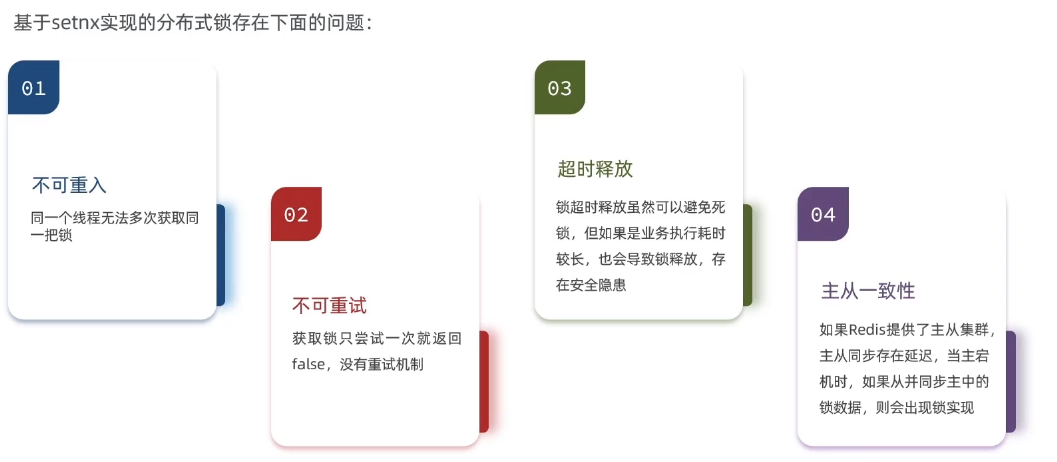 基于setnx实现的分布式锁存在下面的问题：
01
不可重入
同一个线程无法多次获取同
一把锁
02
不可重试
获取锁只尝试一次就返回
false，没有重试机制
03
超时释放
锁超时释放虽然可以避免死
锁，但如果是业务执行耗时
较长，也会导致锁释放，存
在安全隐患
04
主从一致性
如果Redis提供了主从集群，
主从同步存在延迟，当主宕
机时，如果从并同步主中的
锁数据，则会出现锁实现